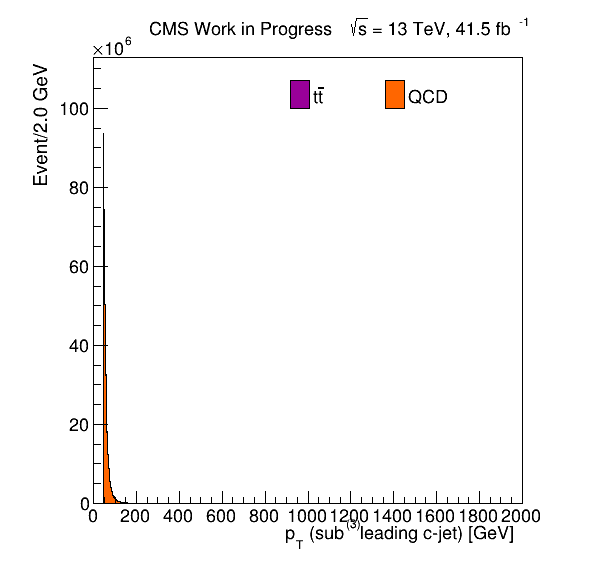 CMS Work in Progress √s = 13 TeV, 41.5 fb⁻¹
×10⁶
Event/2.0 GeV
100
80
60
40
20
0
tt̄
QCD
0 200 400 600 800 1000 1200 1400 1600 1800 2000
p_T (sub⁽³⁾leading c-jet) [GeV]